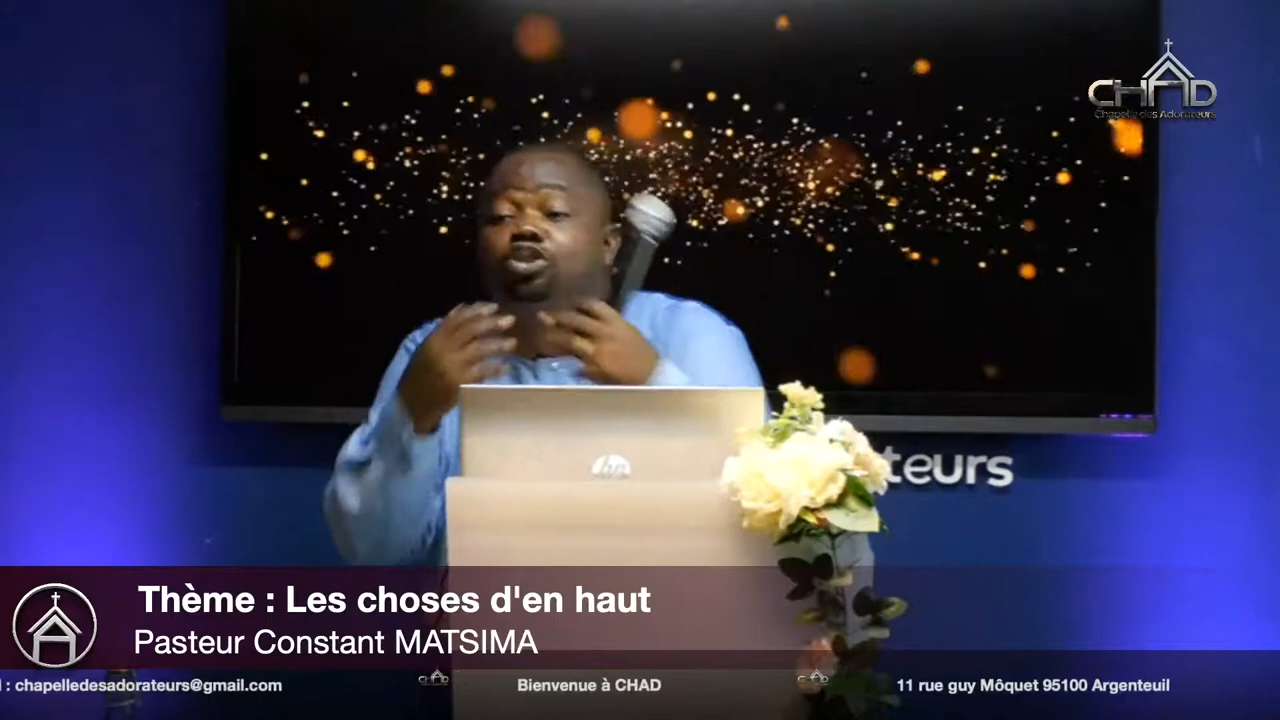 CHAD
Chapelle des Adorateurs
hp
teurs
Thème : Les choses d'en haut
Pasteur Constant MATSIMA
l : chapelledesadorateurs@gmail.com
Bienvenue à CHAD
11 rue guy Môquet 95100 Argenteuil